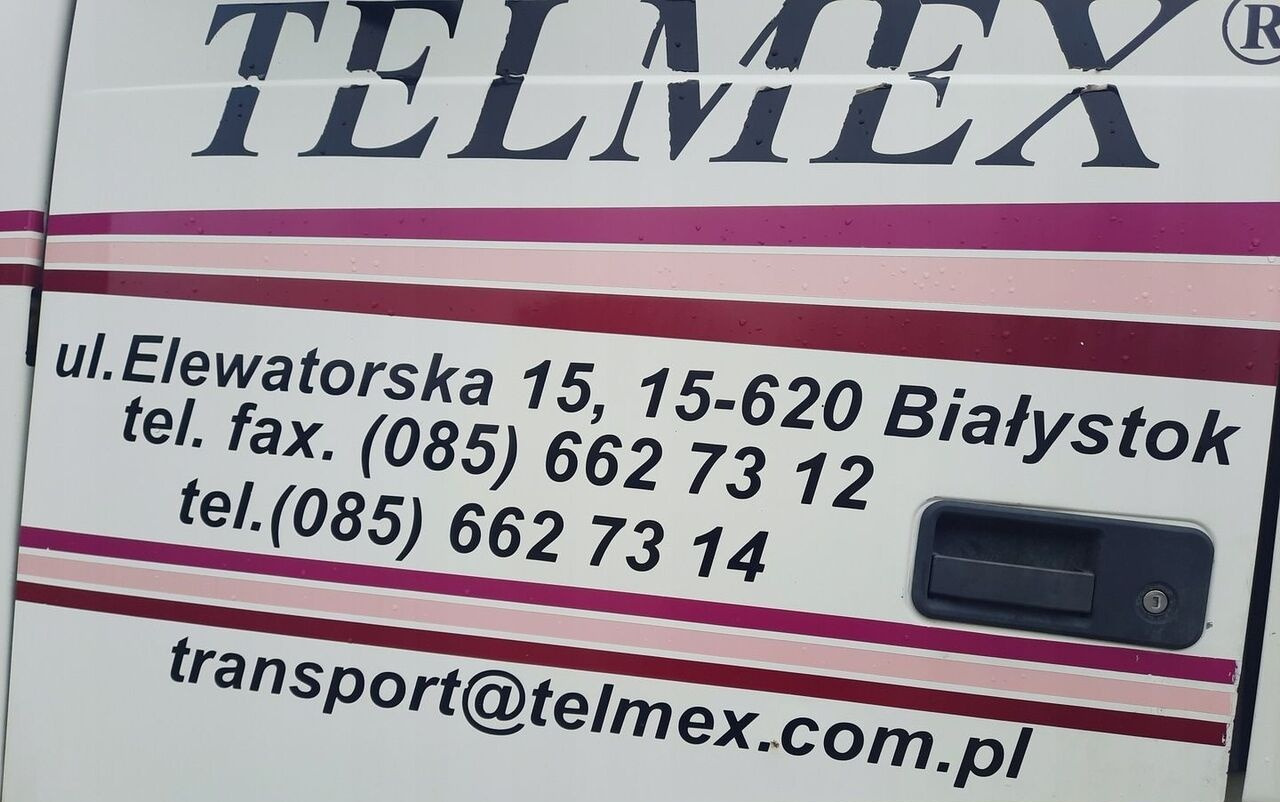 TELMEX®
ul.Elewatorska 15, 15-620 Białystok
tel. fax. (085) 662 73 12
tel.(085) 662 73 14
transport@telmex.com.pl